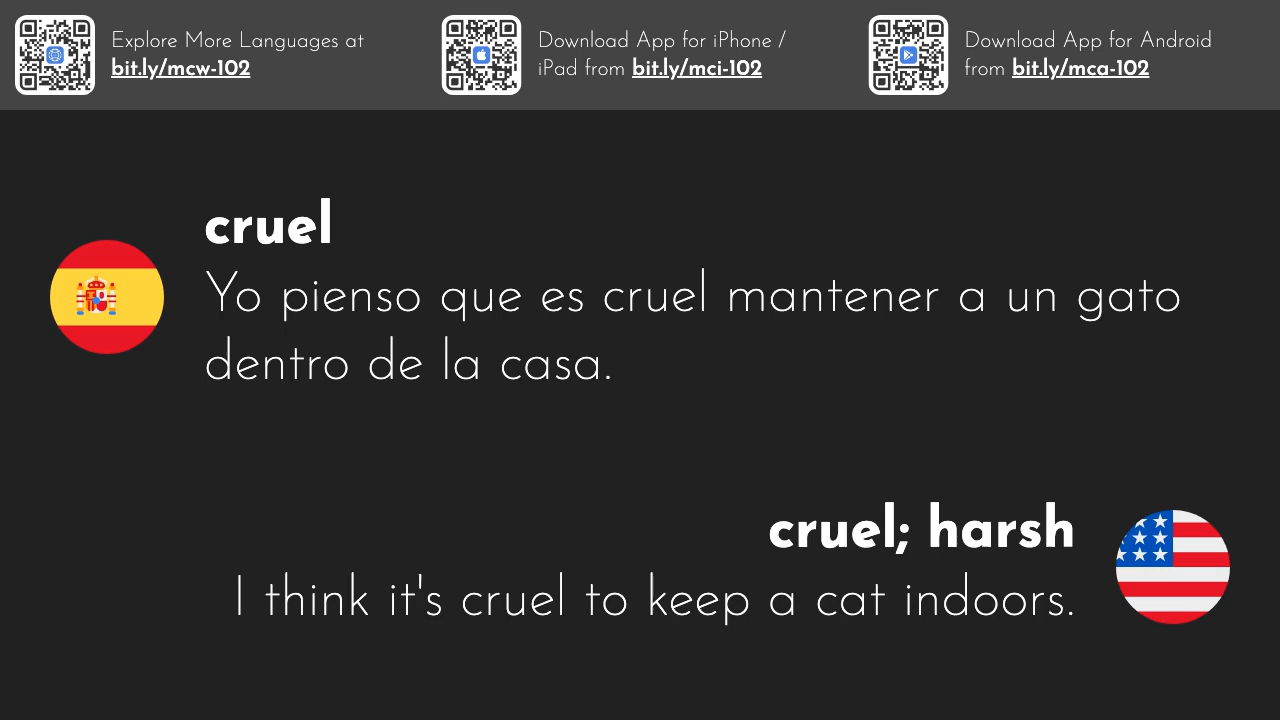 Explore More Languages at
bit.ly/mcw-102
Download App for iPhone /
iPad from bit.ly/mci-102
Download App for Android
from bit.ly/mca-102
cruel
Yo pienso que es cruel mantener a un gato
dentro de la casa.
cruel; harsh
I think it's cruel to keep a cat indoors.